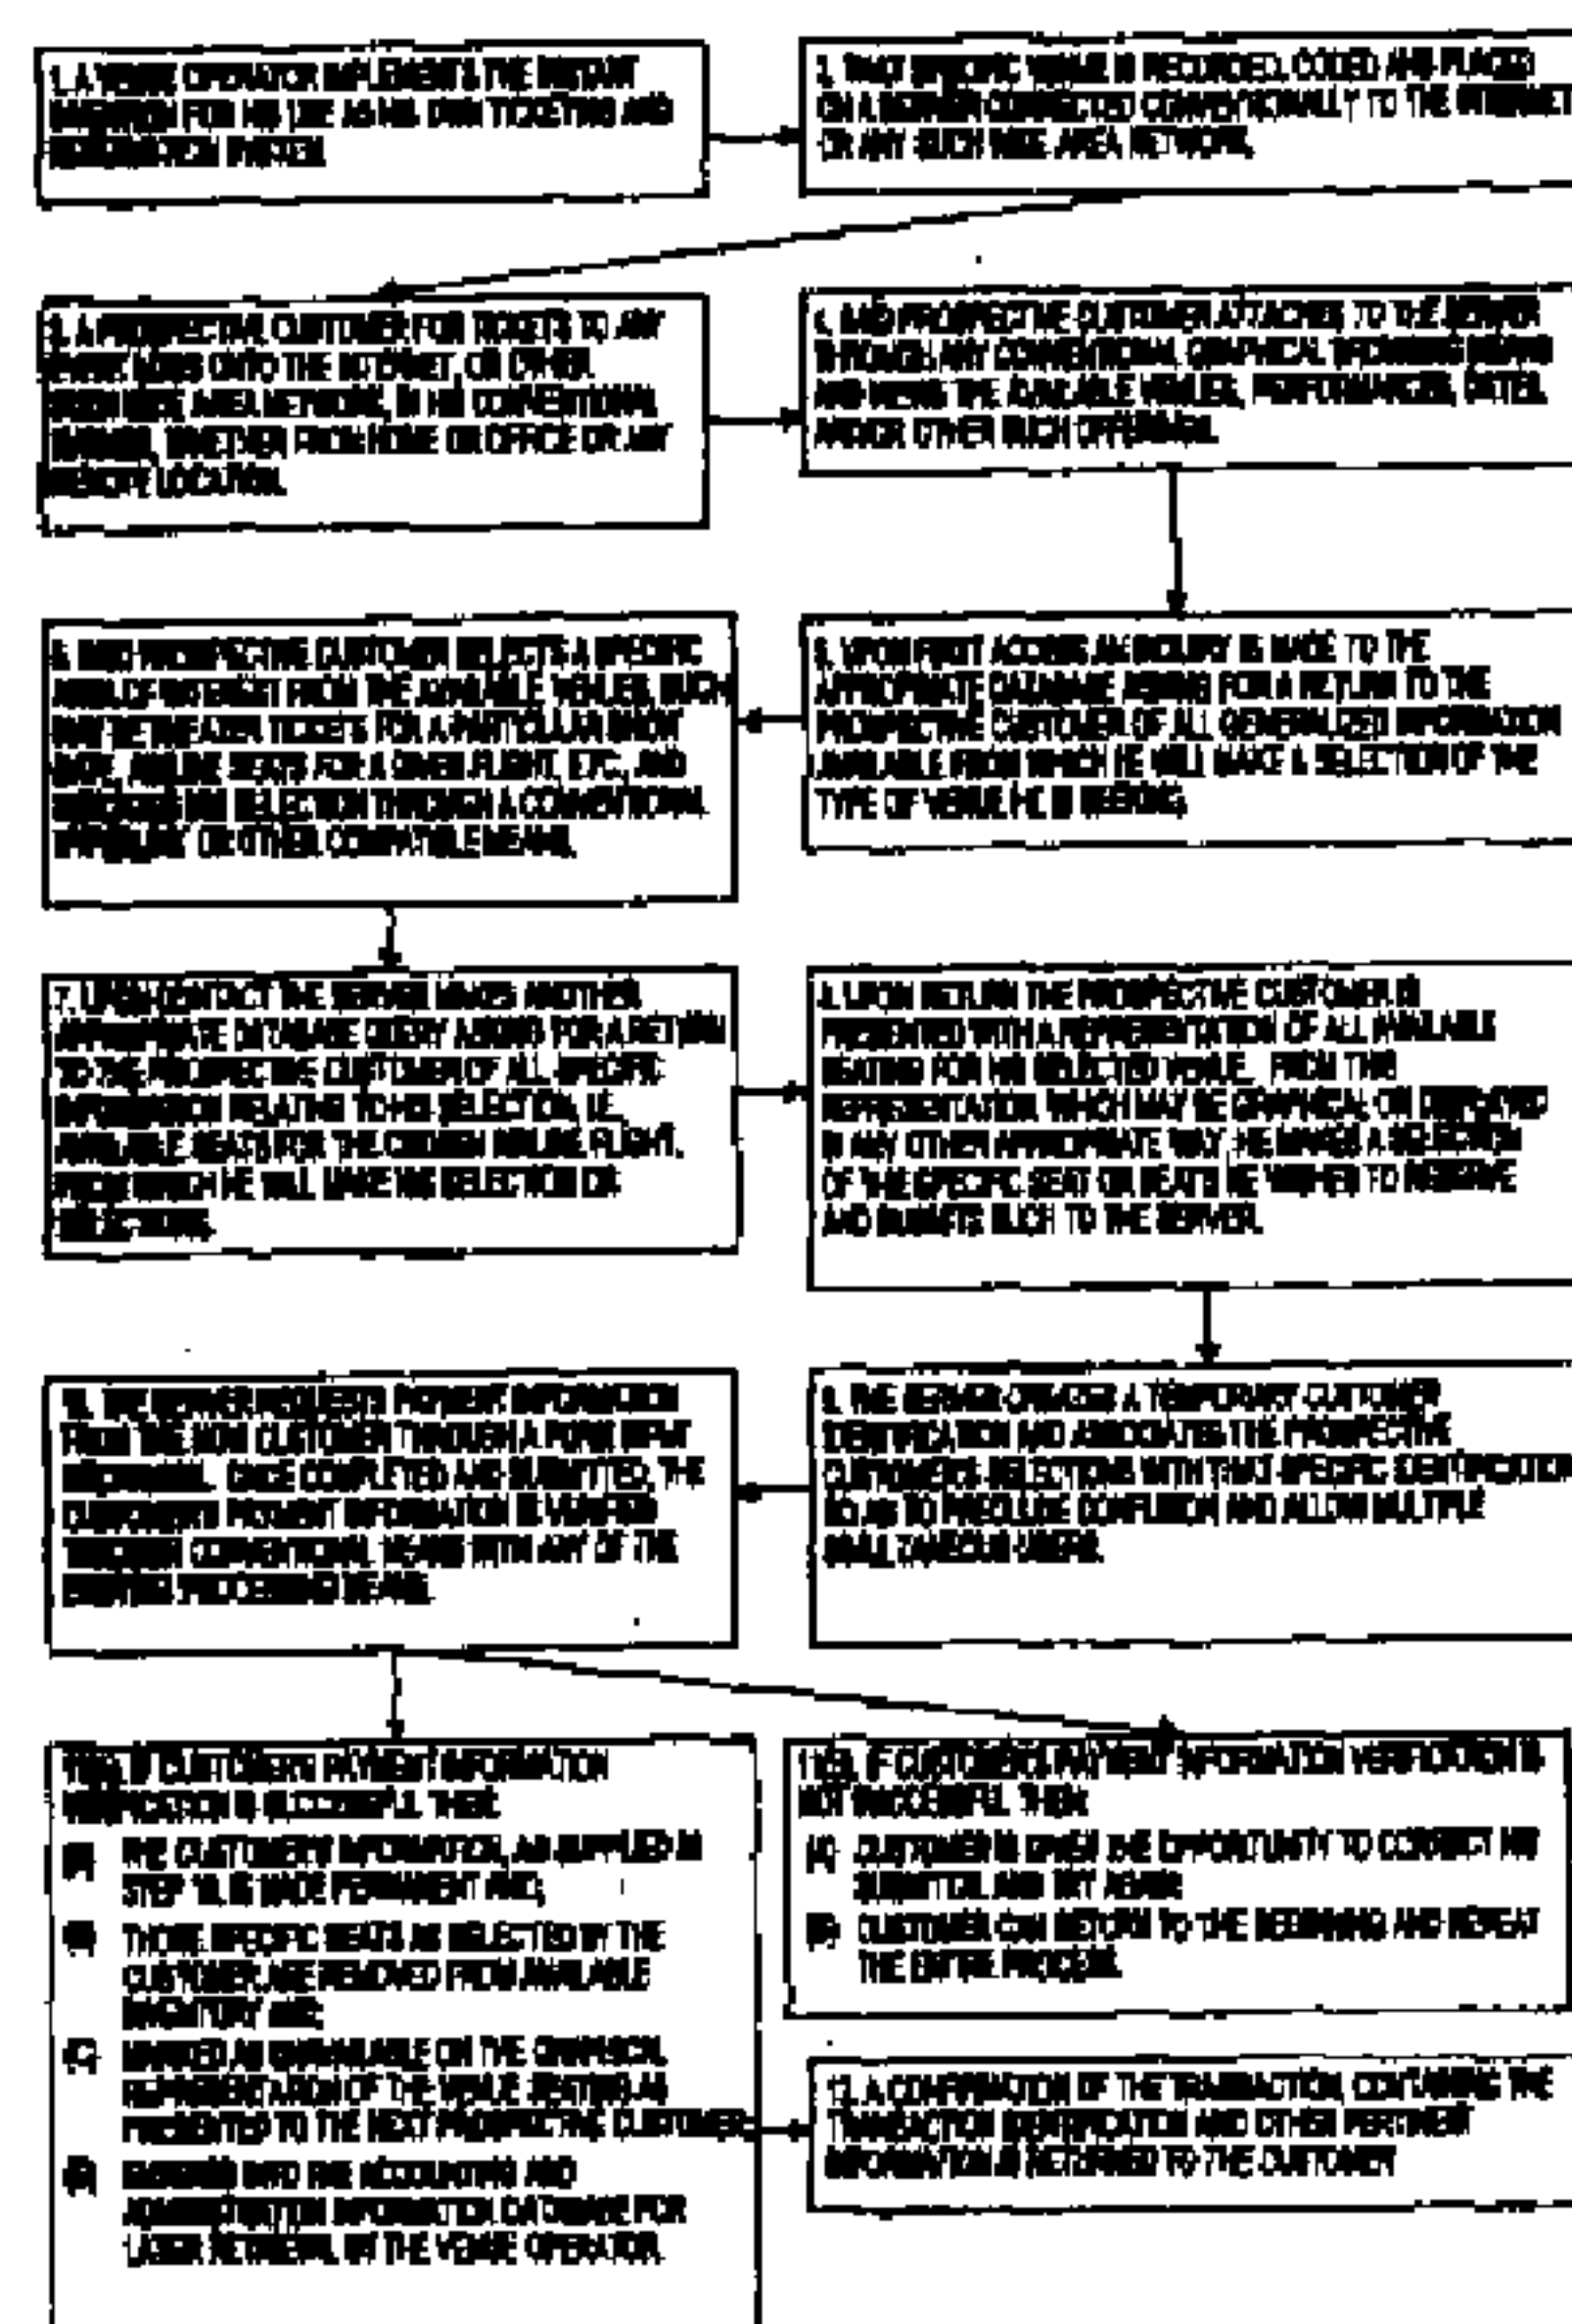 1. A VENUE OPERATOR IMPLEMENTS THE INSTANT
INVENTION FOR HIS USE AS HIS OWN TICKETING AND
2. THAT SPECIFIC VENUE IS RECORDED, CODED AND PLACED
ON A SERVER CONNECTED CONVENTIONALLY TO THE INTERNET
OR ANY SUCH WIDE AREA NETWORK.
3. A PROSPECTIVE CUSTOMER FOR TICKETS TO ANY
ONTO THE INTERNET, OR OTHER
SUCH WIDE AREA NETWORK, IN HIS CONVENTIONAL
MANNER, WHETHER FROM HOME OR OFFICE OR ANY
REMOTE LOCATION.
4. AND PROSPECTIVE CUSTOMER ATTACHES TO THE SERVER
THROUGH ANY CONVENTIONAL GRAPHICAL
AND THE AVAILABLE VENUES, PERFORMANCES, DATES,
AND/OR OTHER SUCH OFFERINGS.
6. PROSPECTIVE CUSTOMER SELECTS A SPECIFIC
AREA OF INTEREST FROM THE AVAILABLE VENUES, SUCH
MAY BE THEATER TICKETS FOR A PARTICULAR SHOW
DATE, AIRLINE SEATS FOR A GIVEN FLIGHT, ETC., AND
HIS SELECTION THROUGH A CONVENTIONAL
OR OTHER COMPATIBLE MEANS.
5. UPON FIRST ACCESS AN INQUIRY IS MADE TO THE
APPROPRIATE DATABASE ASKING FOR A RETURN TO THE
PROSPECTIVE CUSTOMER OF ALL GENERALIZED INFORMATION
AVAILABLE FROM WHICH HE WILL MAKE A SELECTION OF THE
TYPE OF VENUE HE IS SEEKING.
7. UPON CONTACT THE SERVER MAKES ANOTHER
APPROPRIATE DATABASE QUERY ASKING FOR A RETURN
TO THE PROSPECTIVE CUSTOMER OF ALL SPECIFIC
INFORMATION RELATING TO HIS SELECTION, I.E.,
AVAILABLE SEATS FOR THE CHOSEN VENUE, FLIGHT,
FROM WHICH HE WILL MAKE HIS SELECTION OR
SELECTIONS.
8. UPON RETURN THE PROSPECTIVE CUSTOMER IS
PRESENTED WITH A REPRESENTATION OF ALL AVAILABLE
SEATING FOR HIS SELECTED VENUE. FROM THIS
REPRESENTATION, WHICH MAY BE GRAPHICAL OR DISPLAYED
IN ANY OTHER APPROPRIATE WAY, HE MAKES A SELECTION
OF THE SPECIFIC SEAT OR SEATS HE WISHES TO RESERVE
AND SUBMITS SUCH TO THE SERVER.
10. THE SERVER REQUESTS PAYMENT INFORMATION
FROM THE NOW CUSTOMER THROUGH A FORM INPUT
ONCE COMPLETED AND SUBMITTED, THE
CUSTOMER'S PAYMENT INFORMATION IS VERIFIED
THROUGH CONVENTIONAL MEANS WITH ANY OF THE
EXISTING PROCESSING MEANS.
9. THE SERVER CREATES A TEMPORARY CUSTOMER
IDENTIFICATION AND ASSOCIATES THE PROSPECTIVE
CUSTOMER'S SELECTIONS WITH THAT SPECIFIC IDENTIFICATION
SO AS TO PRECLUDE CONFUSION AND ALLOW MULTIPLE
SIMULTANEOUS USERS.
11(A). IF CUSTOMER'S PAYMENT INFORMATION
VERIFICATION IS SUCCESSFUL THEN;
THE CUSTOMER'S INFORMATION, AS SUPPLIED IN
STEP 10, IS MADE PERMANENT AND;
THOSE SPECIFIC SEATS AS SELECTED BY THE
CUSTOMER ARE REMOVED FROM AVAILABLE
INVENTORY AND;
(C) MARKED AS UNAVAILABLE ON THE GRAPHICAL
REPRESENTATION OF THE VENUE SEATING AS
PRESENTED TO THE NEXT PROSPECTIVE CUSTOMER
INTO THE ACCOUNTING AND
ADMINISTRATION INFORMATION DATABASE FOR
LATER RETRIEVAL BY THE VENUE OPERATOR.
11(B). IF CUSTOMER'S PAYMENT INFORMATION VERIFICATION IS
NOT SUCCESSFUL THEN;
(A) CUSTOMER IS GIVEN THE OPPORTUNITY TO CORRECT HIS
SUBMITTAL AND TRY AGAIN
(B) CUSTOMER CAN RETURN TO THE BEGINNING AND REPEAT
THE ENTIRE PROCESS.
12. A CONFIRMATION OF THE TRANSACTION, CONTAINING THE
TRANSACTION IDENTIFICATION AND OTHER PERTINENT
INFORMATION IS RETURNED TO THE CUSTOMER